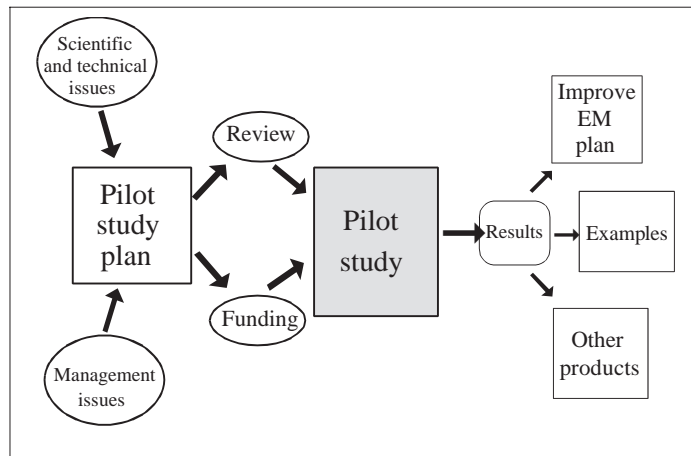 Scientific
and technical
issues
Pilot
study
plan
Management
issues
Review
Funding
Pilot
study
Results
Improve
EM
plan
Examples
Other
products